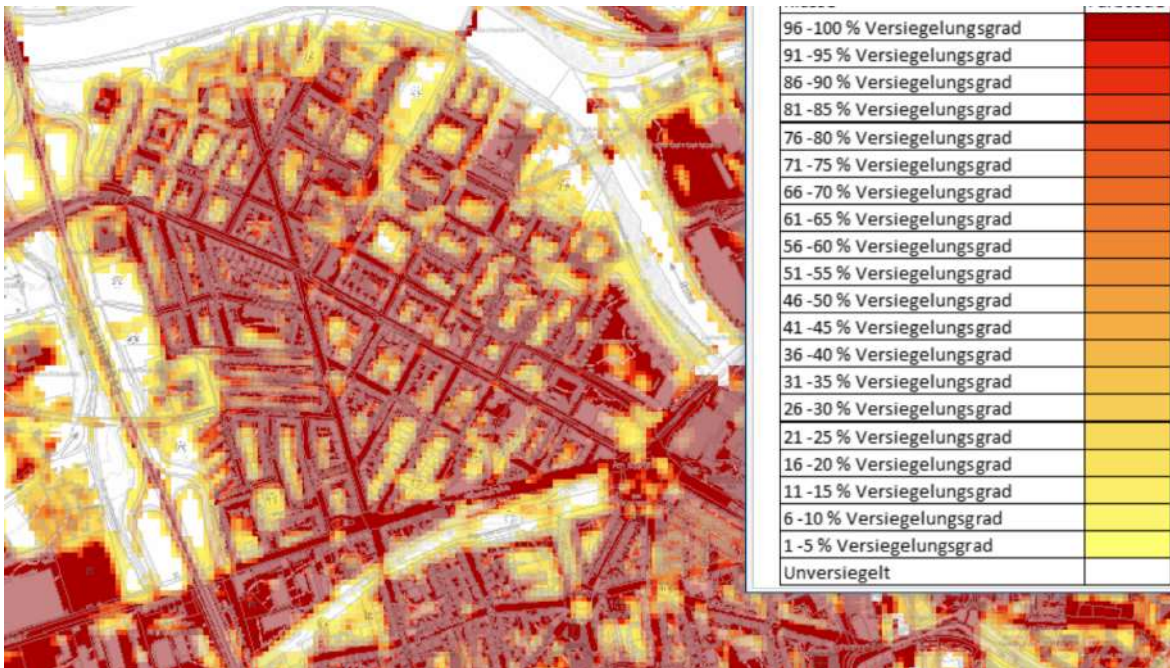 96 -100 % Versiegelungsgrad
91 -95 % Versiegelungsgrad
86 -90 % Versiegelungsgrad
81 -85 % Versiegelungsgrad
76 -80 % Versiegelungsgrad
71 -75 % Versiegelungsgrad
66 -70 % Versiegelungsgrad
61 -65 % Versiegelungsgrad
56 -60 % Versiegelungsgrad
51 -55 % Versiegelungsgrad
46 -50 % Versiegelungsgrad
41 -45 % Versiegelungsgrad
36 -40 % Versiegelungsgrad
31 -35 % Versiegelungsgrad
26 -30 % Versiegelungsgrad
21 -25 % Versiegelungsgrad
16 -20 % Versiegelungsgrad
11 -15 % Versiegelungsgrad
6 -10 % Versiegelungsgrad
1 -5 % Versiegelungsgrad
Unversiegelt